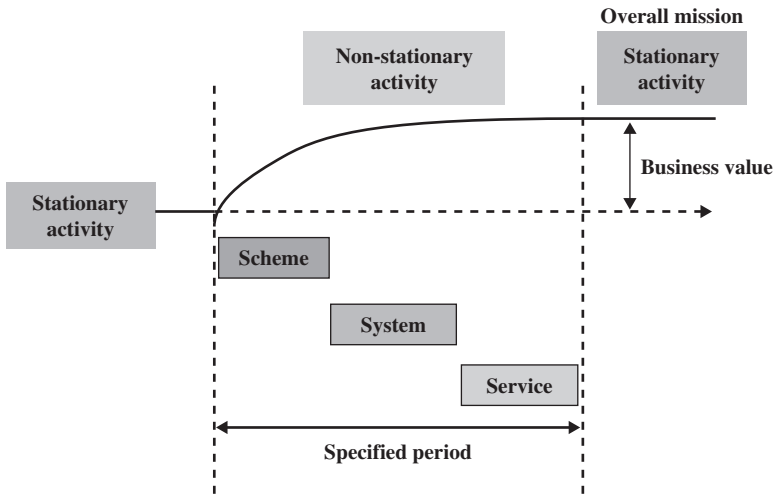 Overall mission
Non-stationary
activity
Stationary
activity
Business value
Stationary
activity
Scheme
System
Service
Specified period